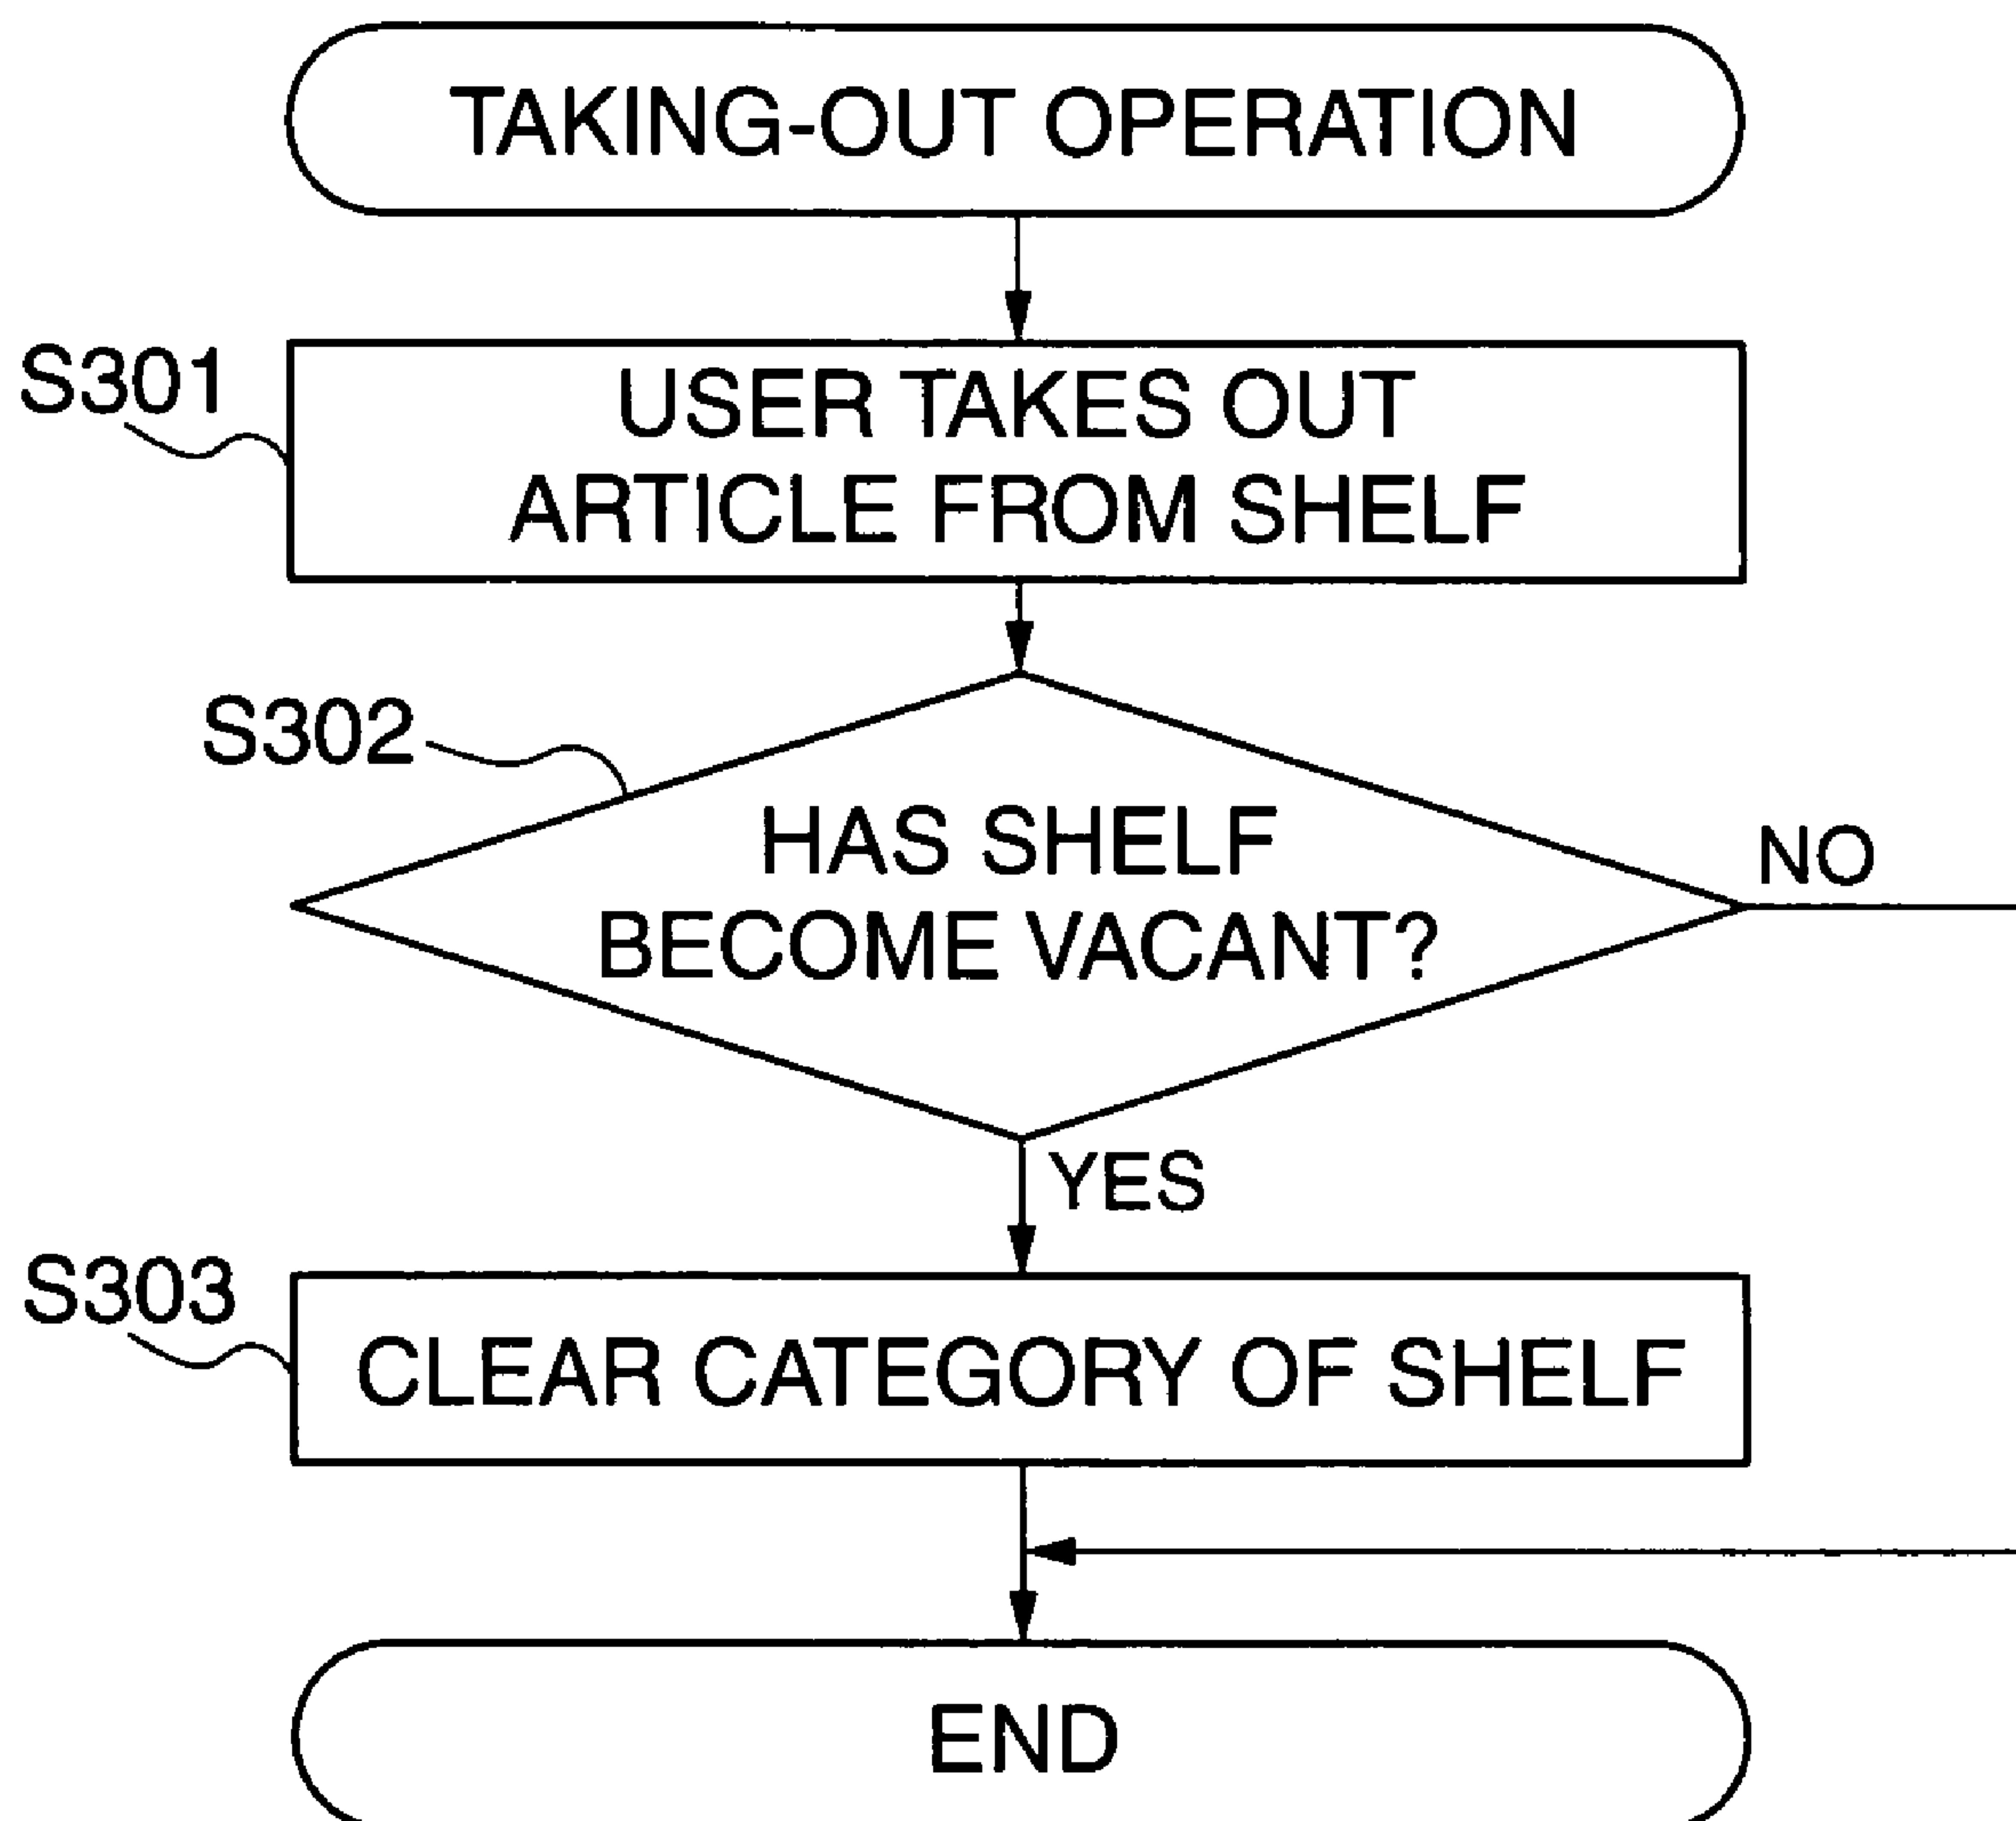 TAKING-OUT OPERATION
S301
USER TAKES OUT
ARTICLE FROM SHELF
S302
HAS SHELF
BECOME VACANT?
NO
YES
S303
CLEAR CATEGORY OF SHELF
END